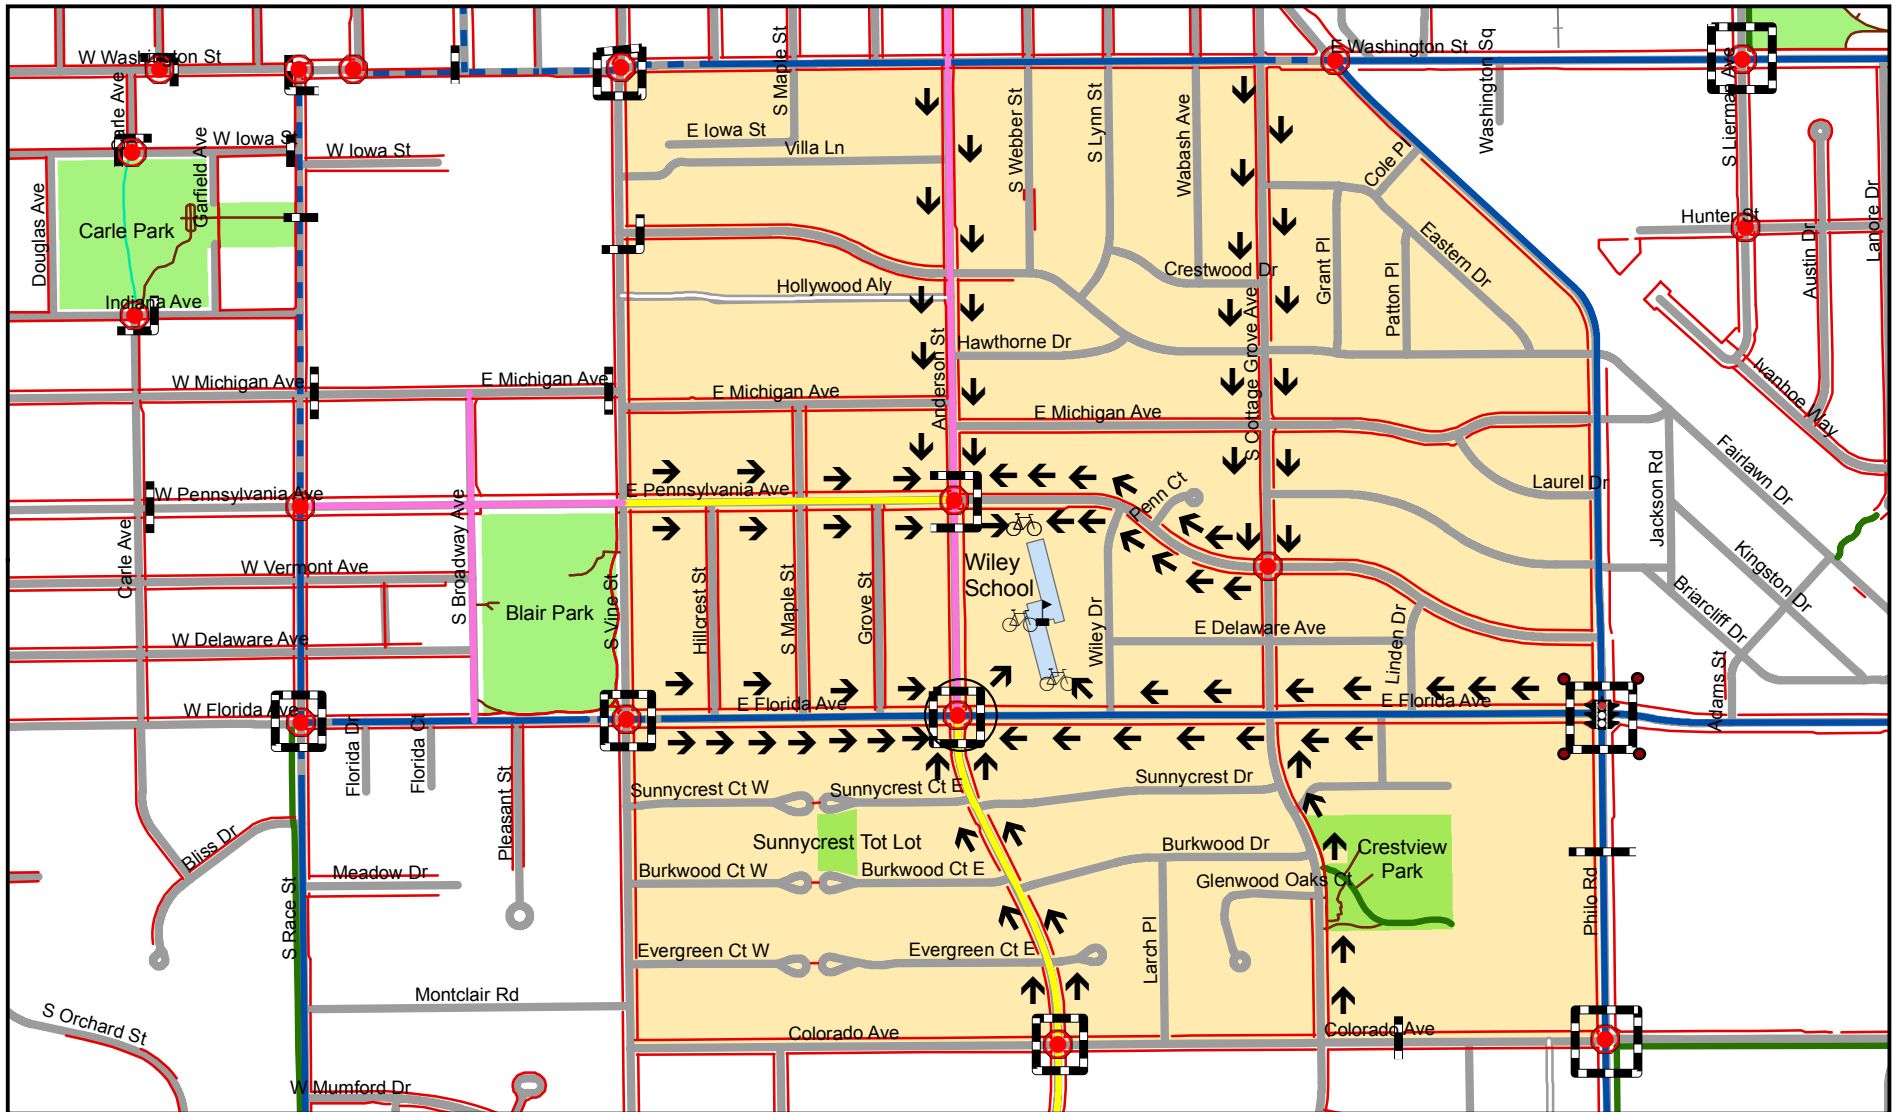 W Washington St
E Washington St
S Maple St
Washington Sq
S Lierman Ave
Carle Ave
Garfield Ave
W Iowa St
W Iowa St
E Iowa St
Villa Ln
S Webber St
S Lynn St
Wabash Ave
Cole Pl
Douglas Ave
Carle Park
Hunter St
Austin Dr
Lanore Dr
Eastern Dr
Grant Pl
Patton Pl
Crestwood Dr
Indiana Ave
Hollywood Aly
Anderson St
Hawthorne Dr
S Cottage Grove Ave
W Michigan Ave
E Michigan Ave
E Michigan Ave
E Michigan Ave
Ivanhoe Way
Fairlawn Dr
Laurel Dr
Jackson Rd
W Pennsylvania Ave
E Pennsylvania Ave
Penn Ct
Carle Ave
S Broadway Ave
W Vermont Ave
Wiley
School
Kingston Dr
Briarcliff Dr
Blair Park
S Vine St
Hillcrest St
S Maple St
Grove St
Wiley Dr
E Delaware Ave
Linden Dr
W Delaware Ave
Adams St
W Florida Ave
E Florida Ave
E Florida Ave
Florida Dr
Florida Ct
Pleasant St
Sunnycrest Ct W
Sunnycrest Ct E
Sunnycrest Dr
Sunnycrest Tot Lot
Burkwood Dr
Crestview
Park
Bliss Dr
Meadow Dr
Burkwood Ct W
Burkwood Ct E
Glenwood Oaks Ct
S Race St
Philo Rd
Larch Pl
Evergreen Ct W
Evergreen Ct E
Montclair Rd
S Orchard St
Colorado Ave
Colorado Ave
W Mumford Dr